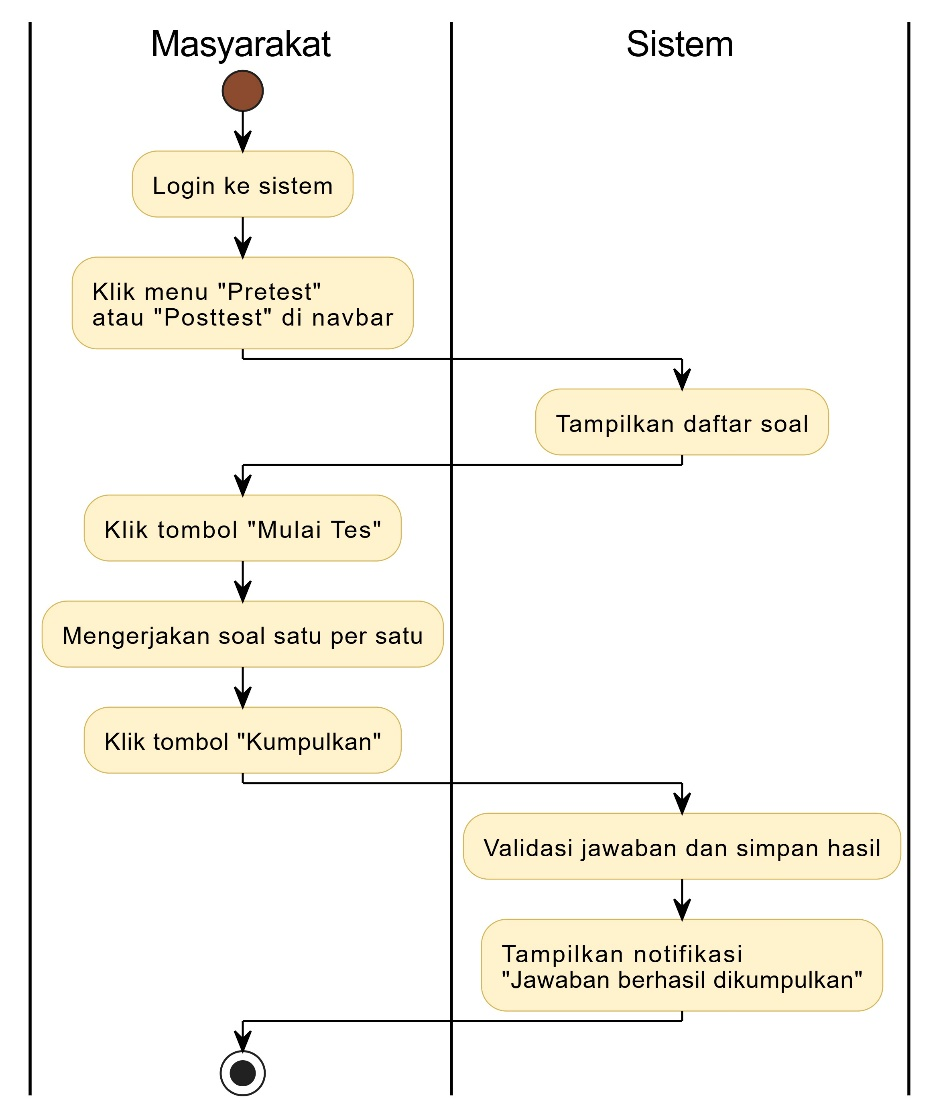 Masyarakat
Sistem
Login ke sistem
Klik menu "Pretest"
atau "Posttest" di navbar
Tampilkan daftar soal
Klik tombol "Mulai Tes"
Mengerjakan soal satu per satu
Klik tombol "Kumpulkan"
Validasi jawaban dan simpan hasil
Tampilkan notifikasi
"Jawaban berhasil dikumpulkan"